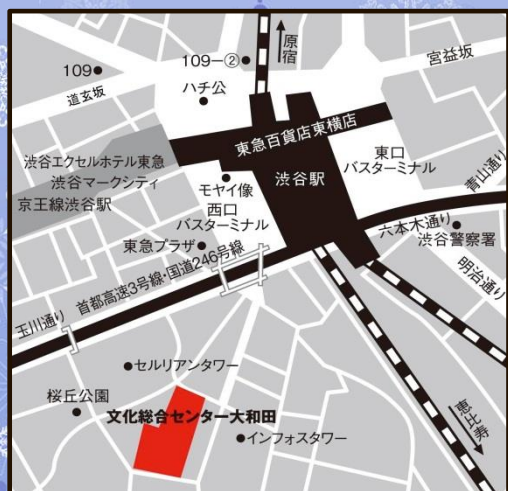 原宿
109
109-②
宮益坂
道玄坂
ハチ公
東急百貨店東横店
渋谷エクセルホテル東急
渋谷マークシティ
京王線渋谷駅
モヤイ像
西口
バスターミナル
渋谷駅
東口
バスターミナル
青山通り
六本木通り
渋谷警察署
明治通り
東急プラザ
首都高速3号線・国道246号線
玉川通り
セルリアンタワー
桜丘公園
文化総合センター大和田
インフォスタワー
恵比寿